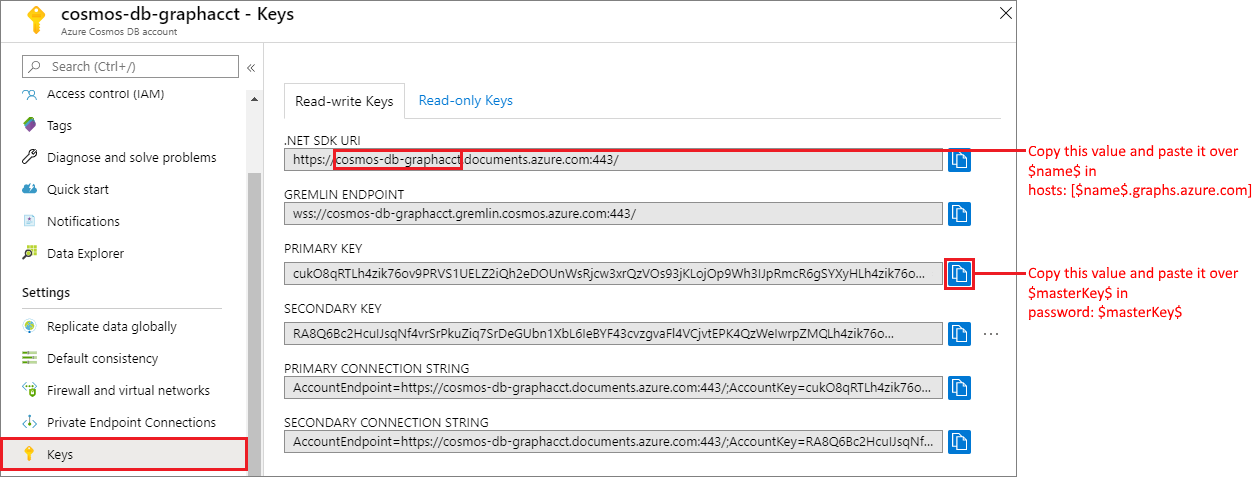 cosmos-db-graphacct - Keys
Azure Cosmos DB account
Search (Ctrl+/)
«
Access control (IAM)
Tags
Diagnose and solve problems
Quick start
Notifications
Data Explorer
Settings
Replicate data globally
Default consistency
Firewall and virtual networks
Private Endpoint Connections
Keys
Read-write Keys
Read-only Keys
.NET SDK URI
https://cosmos-db-graphacct.documents.azure.com:443/
GREMLIN ENDPOINT
wss://cosmos-db-graphacct.gremlin.cosmos.azure.com:443/
PRIMARY KEY
cukO8qRTLh4zik76ov9PRVS1UELZ2iQh2eDOUnWsRjcw3xrQzVOs93jKLojOp9Wh3IJpRmcR6gSYXyHLh4zik76o...
SECONDARY KEY
RA8Q6Bc2HcuIJsqNf4vrSrPkuZiq7SrDeGUbn1XbL6IeBYF43cvzgvaFl4VCjvtEPK4QzWeIwrpZMQLh4zik76o...
PRIMARY CONNECTION STRING
AccountEndpoint=https://cosmos-db-graphacct.documents.azure.com:443/;AccountKey=cukO8qRTLh4zik76o...
SECONDARY CONNECTION STRING
AccountEndpoint=https://cosmos-db-graphacct.documents.azure.com:443/;AccountKey=RA8Q6Bc2HcuIJsqNf...
Copy this value and paste it over
$name$ in
hosts: [$name$.graphs.azure.com]
Copy this value and paste it over
$masterKey$ in
password: $masterKey$